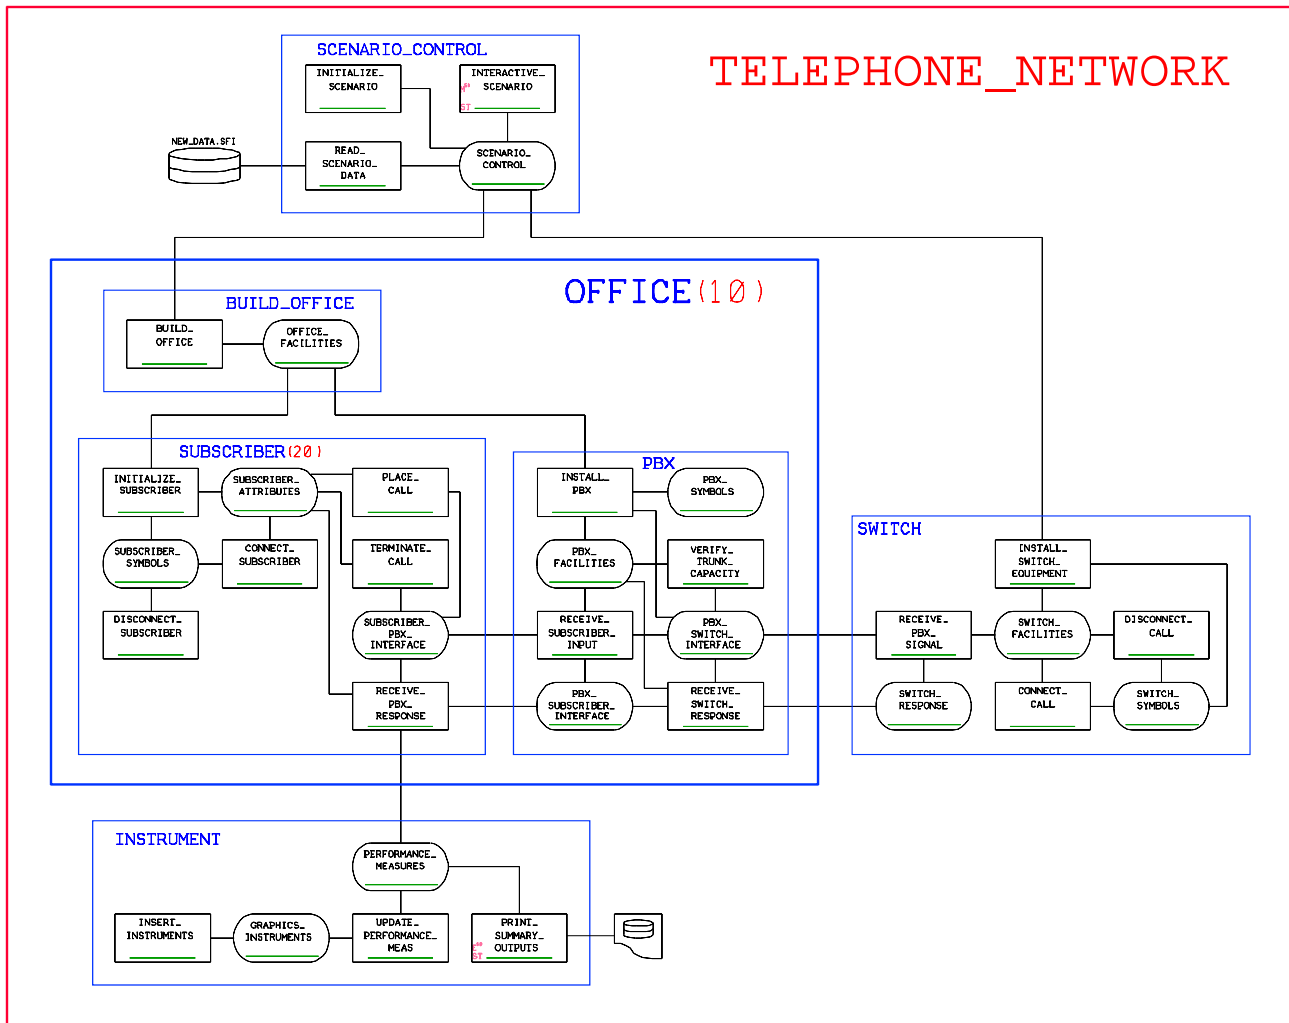 TELEPHONE_NETWORK
SCENARIO_CONTROL
INITIALIZE_
SCENARIO
INTERACTIVE_
SCENARIO
ST
NEW_DATA.SFI
READ_
SCENARIO_
DATA
SCENARIO_
CONTROL
OFFICE(10)
BUILD_OFFICE
BUILD_
OFFICE
OFFICE_
FACILITIES
SUBSCRIBER(20)
INITIALIZE_
SUBSCRIBER
SUBSCRIBER_
ATTRIBUTES
PLACE_
CALL
SUBSCRIBER_
SYMBOLS
CONNECT_
SUBSCRIBER
TERMINATE_
CALL
DISCONNECT_
SUBSCRIBER
SUBSCRIBER_
PBX_
INTERFACE
RECEIVE_
PBX_
RESPONSE
PBX
INSTALL_
PBX
PBX_
SYMBOLS
PBX_
FACILITIES
VERIFY_
TRUNK_
CAPACITY
RECEIVE_
SUBSCRIBER_
INPUT
PBX_
SWITCH_
INTERFACE
PBX_
SUBSCRIBER_
INTERFACE
RECEIVE_
SWITCH_
RESPONSE
SWITCH
INSTALL_
SWITCH_
EQUIPMENT
RECEIVE_
PBX_
SIGNAL
SWITCH_
FACILITIES
DISCONNECT_
CALL
SWITCH_
RESPONSE
CONNECT_
CALL
SWITCH_
SYMBOLS
INSTRUMENT
PERFORMANCE_
MEASURES
INSERT_
INSTRUMENTS
GRAPHICS_
INSTRUMENTS
UPDATE_
PERFORMANCE_
MEAS
PRINT_
SUMMARY_
OUTPUTS
ST